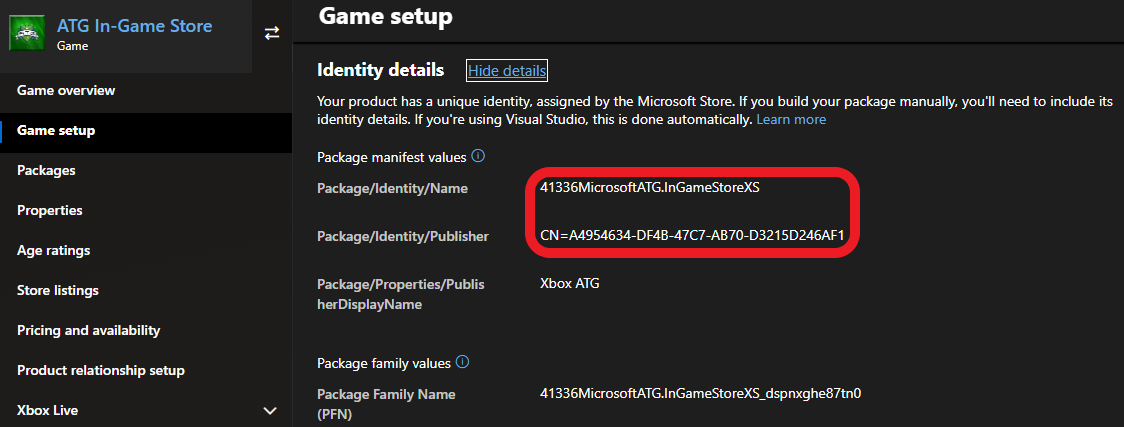 ATG In-Game Store
Game
Game overview
Game setup
Packages
Properties
Age ratings
Store listings
Pricing and availability
Product relationship setup
Xbox Live
Game setup
Identity details Hide details
Your product has a unique identity, assigned by the Microsoft Store. If you build your package manually, you'll need to include its
identity details. If you're using Visual Studio, this is done automatically. Learn more
Package manifest values
Package/Identity/Name 41336MicrosoftATG.InGameStoreXS
Package/Identity/Publisher CN=A4954634-DF4B-47C7-AB70-D3215D246AF1
Package/Properties/Publis Xbox ATG
herDisplayName
Package family values
Package Family Name 41336MicrosoftATG.InGameStoreXS_dspnxghe87tn0
(PFN)